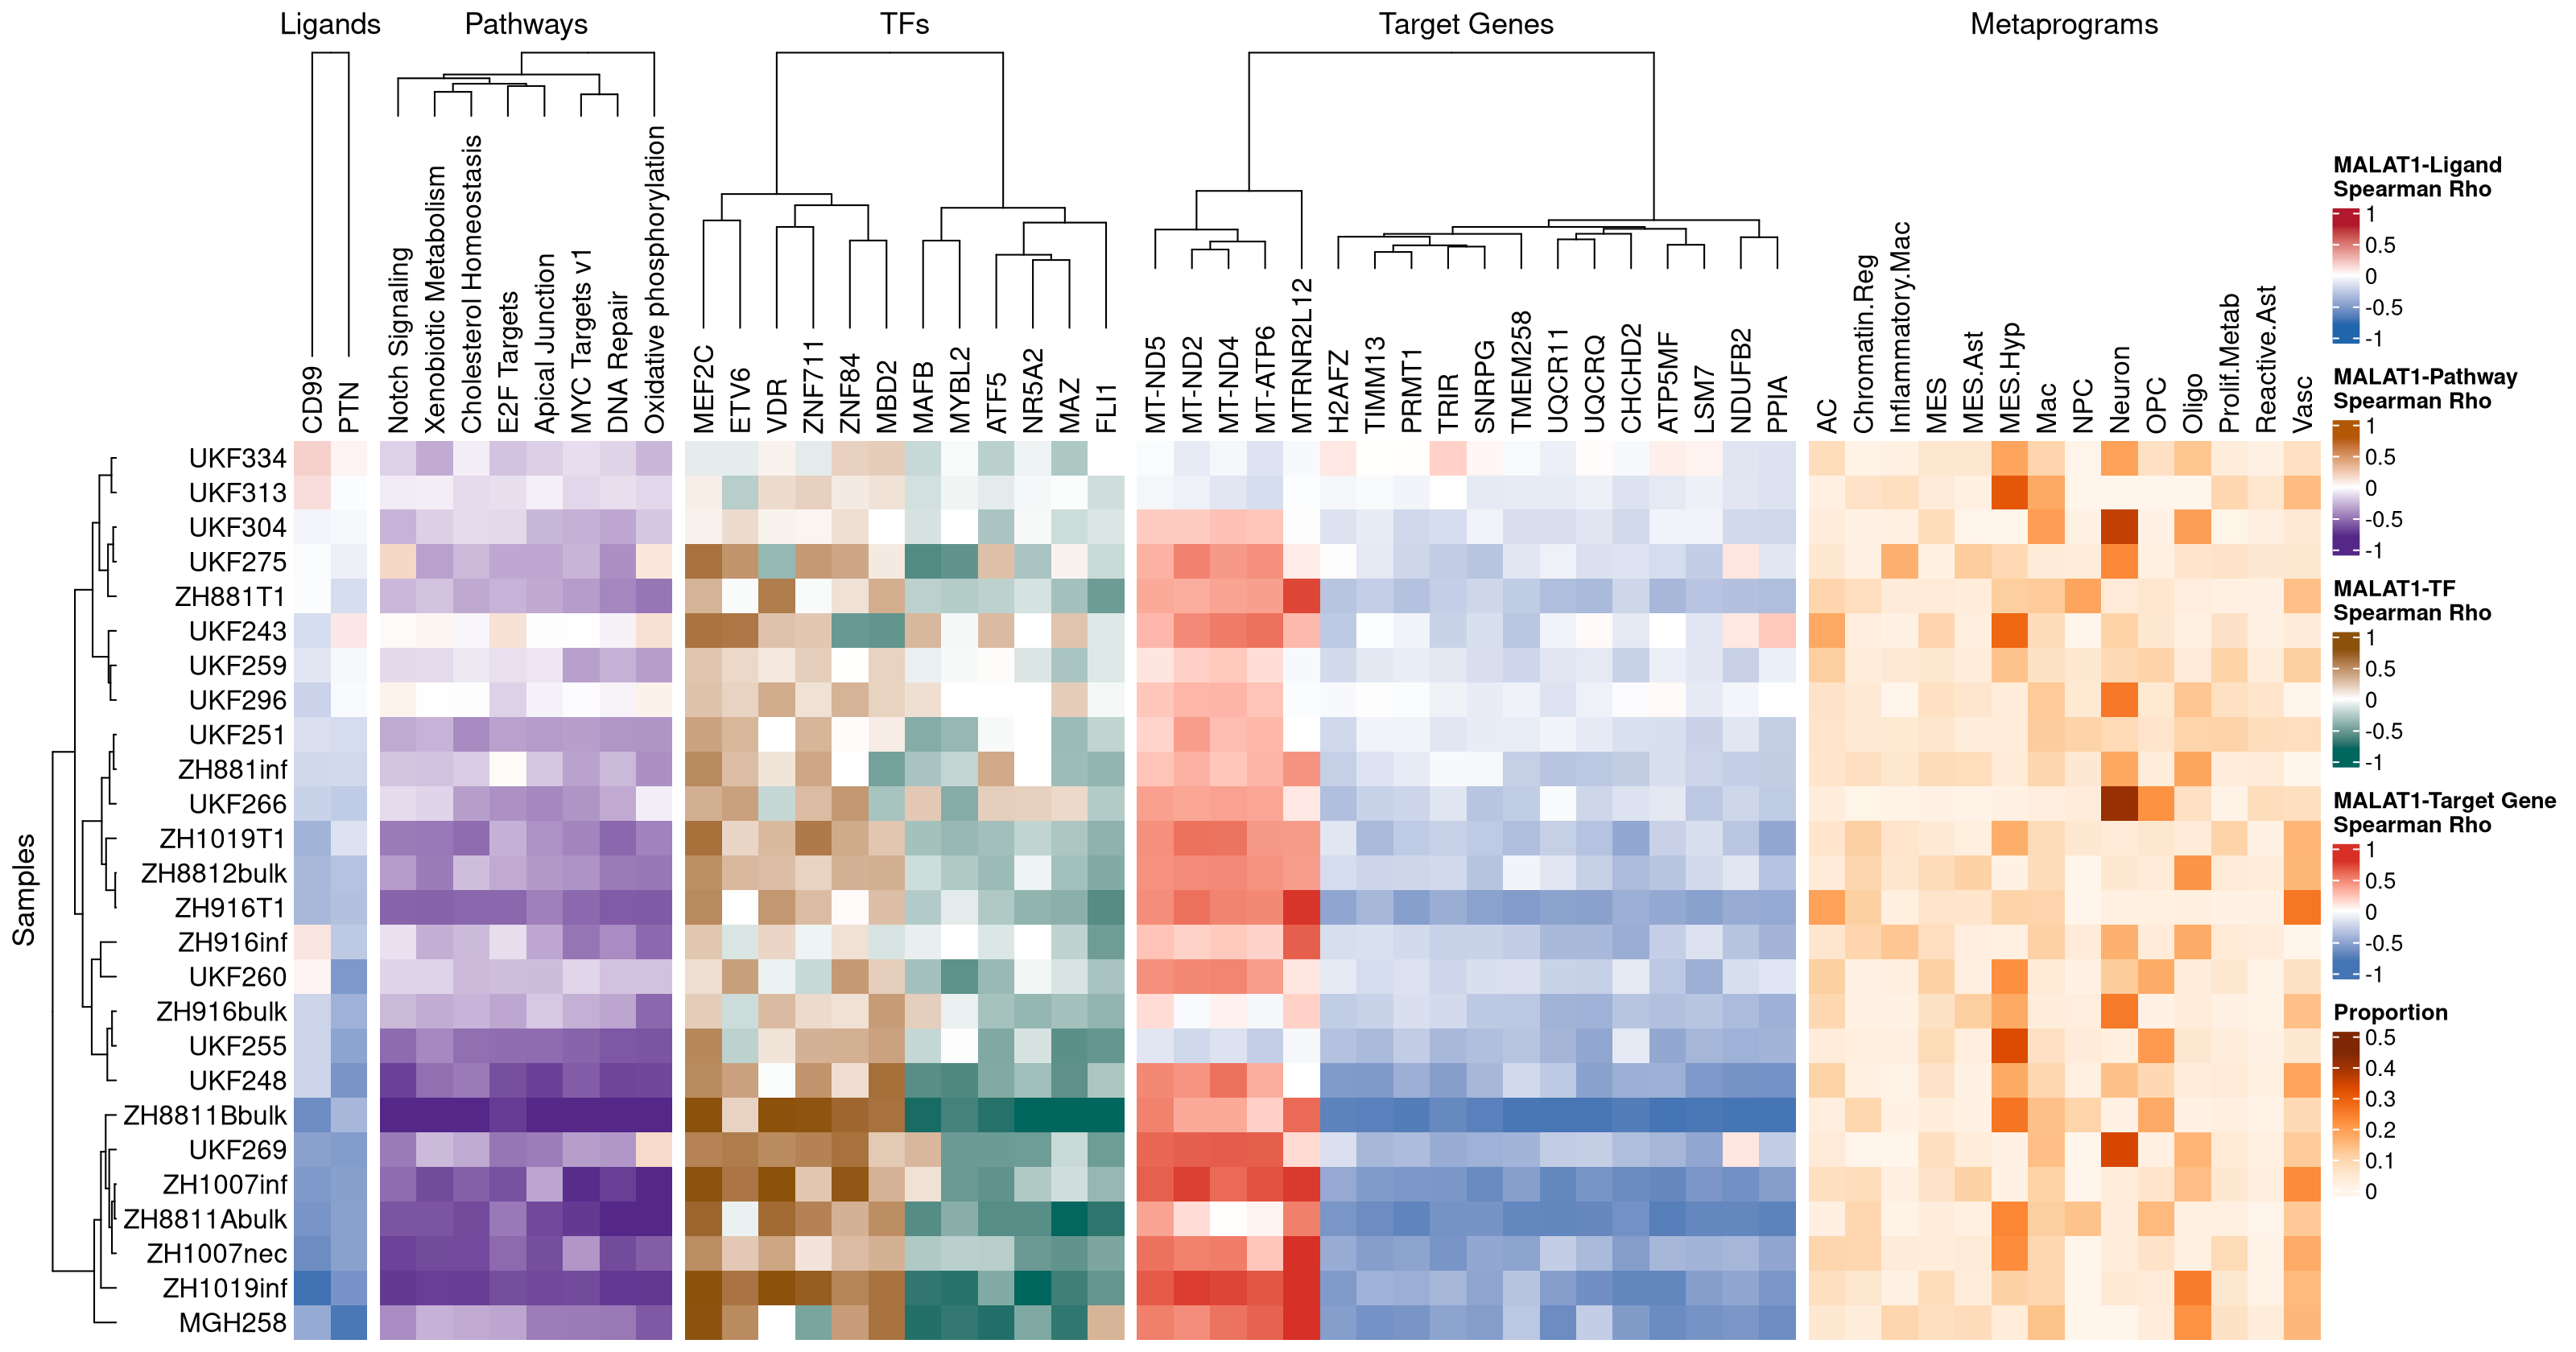 Ligands
Pathways
TFs
Target Genes
Metaprograms
CD99
PTN
Notch Signaling
Xenobiotic Metabolism
Cholesterol Homeostasis
E2F Targets
Apical Junction
MYC Targets v1
DNA Repair
Oxidative phosphorylation
MEF2C
ETV6
VDR
ZNF711
ZNF84
MBD2
MAFB
MYBL2
ATF5
NR5A2
MAZ
FLI1
MT-ND5
MT-ND2
MT-ND4
MT-ATP6
MTRNR2L12
H2AFZ
TIMM13
PRMT1
TRIR
SNRPG
TMEM258
UQCR11
UQCRQ
CHCHD2
ATP5MF
LSM7
NDUFB2
PPIA
AC
Chromatin.Reg
Inflammatory.Mac
MES
MES.Ast
MES.Hyp
Mac
NPC
Neuron
OPC
Oligo
Prolif.Metab
Reactive.Ast
Vasc
Samples
UKF334
UKF313
UKF304
UKF275
ZH881T1
UKF243
UKF259
UKF296
UKF251
ZH881inf
UKF266
ZH1019T1
ZH8812bulk
ZH916T1
ZH916inf
UKF260
ZH916bulk
UKF255
UKF248
ZH8811Bbulk
UKF269
ZH1007inf
ZH8811Abulk
ZH1007nec
ZH1019inf
MGH258
MALAT1-Ligand
Spearman Rho
1
0.5
0
-0.5
-1
MALAT1-Pathway
Spearman Rho
1
0.5
0
-0.5
-1
MALAT1-TF
Spearman Rho
1
0.5
0
-0.5
-1
MALAT1-Target Gene
Spearman Rho
1
0.5
0
-0.5
-1
Proportion
0.5
0.4
0.3
0.2
0.1
0